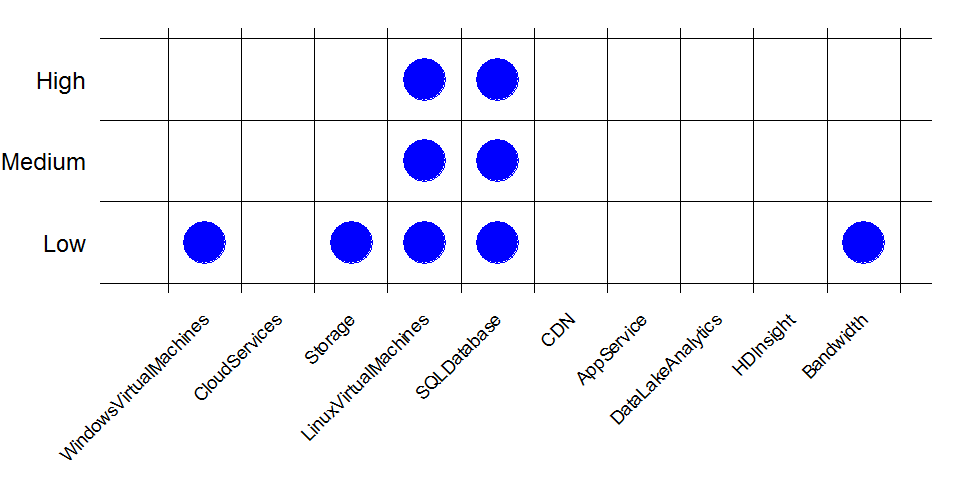 High
Medium
Low
WindowsVirtualMachines
CloudServices
Storage
LinuxVirtualMachines
SQLDatabase
CDN
AppService
DataLakeAnalytics
HDInsight
Bandwidth